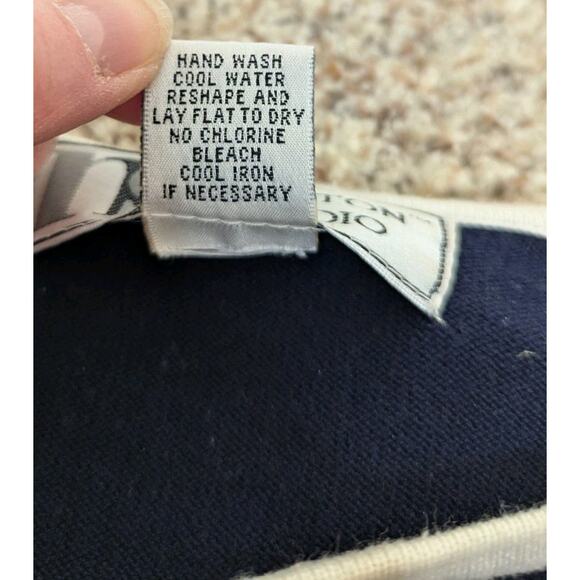 HAND WASH
COOL WATER
RESHAPE AND
LAY FLAT TO DRY
NO CHLORINE
BLEACH
COOL IRON
IF NECESSARY